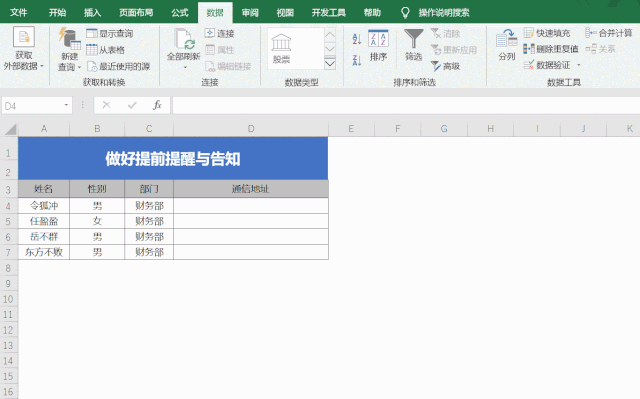 文件 开始 插入 页面布局 公式 数据 审阅 视图 开发工具 帮助 操作说明搜索
获取
外部数据
新建
查询
显示查询
从表格
最近使用的源
获取和转换
全部刷新
连接
属性
编辑链接
连接
股票
数据类型
排序
筛选
清除
重新应用
高级
排序和筛选
分列
快速填充
删除重复值
数据验证
合并计算
关系
数据工具
D4 fx
A B C D E F G H I J K
1
2
做好提前提醒与告知
3 姓名 性别 部门 通信地址
4 令狐冲 男 财务部
5 任盈盈 女 财务部
6 岳不群 男 财务部
7 东方不败 男 财务部
8
9
10
11
12
13
14
15
16